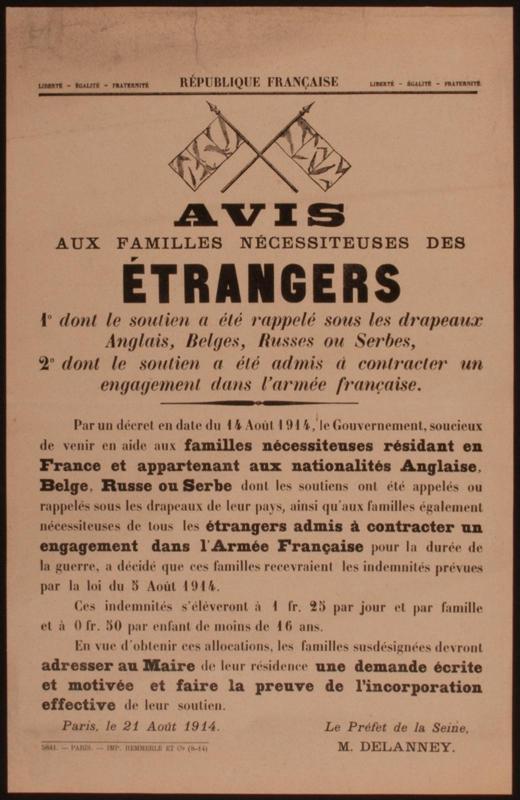 LIBERTÉ – ÉGALITÉ – FRATERNITÉ RÉPUBLIQUE FRANÇAISE LIBERTÉ – ÉGALITÉ – FRATERNITÉ
AVIS
AUX FAMILLES NÉCESSITEUSES DES
ÉTRANGERS
1° dont le soutien a été rappelé sous les drapeaux
Anglais, Belges, Russes ou Serbes,
2° dont le soutien a été admis à contracter un
engagement dans l'armée française.
Par un décret en date du 14 Août 1914, le Gouvernement, soucieux
de venir en aide aux familles nécessiteuses résidant en
France et appartenant aux nationalités Anglaise,
Belge, Russe ou Serbe dont les soutiens ont été appelés ou
rappelés sous les drapeaux de leur pays, ainsi qu'aux familles également
nécessiteuses de tous les étrangers admis à contracter un
engagement dans l'Armée Française pour la durée de
la guerre, a décidé que ces familles recevraient les indemnités prévues
par la loi du 5 Août 1914.
Ces indemnités s'élèveront à 1 fr. 25 par jour et par famille
et à 0 fr. 50 par enfant de moins de 16 ans.
En vue d'obtenir ces allocations, les familles susdésignées devront
adresser au Maire de leur résidence une demande écrite
et motivée et faire la preuve de l'incorporation
effective de leur soutien.
Paris, le 21 Août 1914. Le Préfet de la Seine,
M. DELANNEY.
5641. — PARIS. — IMP. HEMMERLÉ ET Cie (8-14)